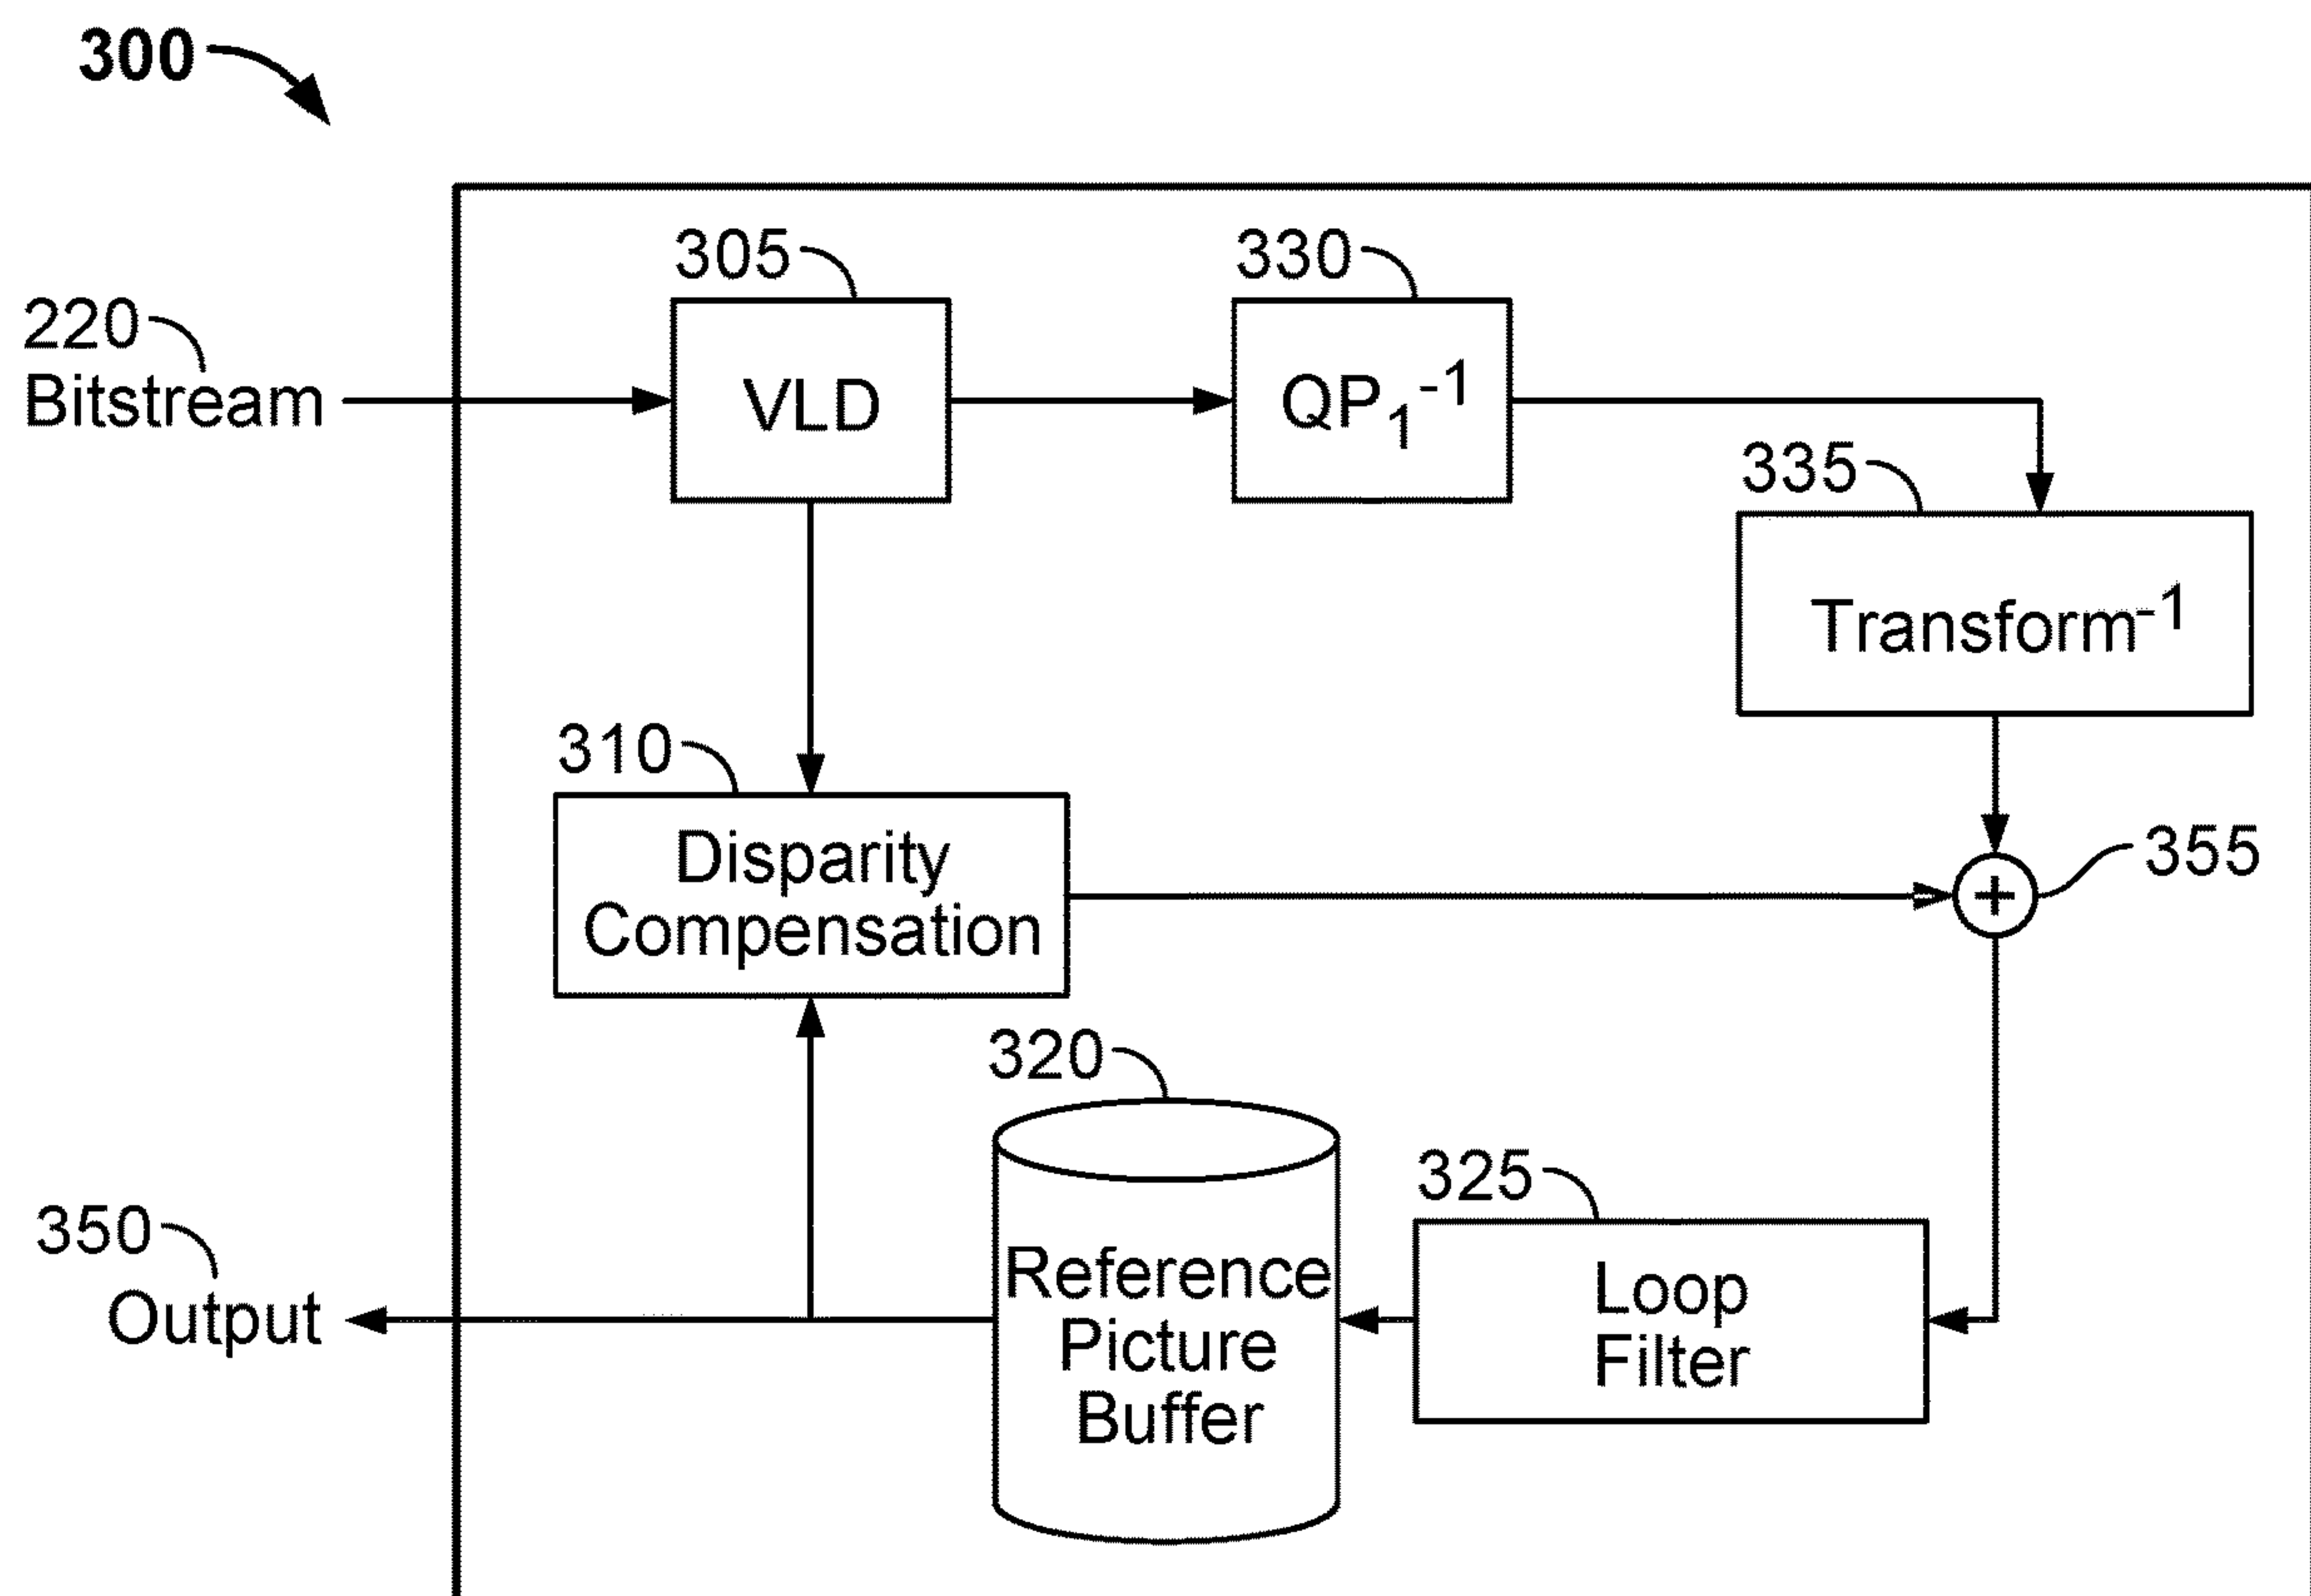 300
305
330
220
Bitstream
VLD
QP₁⁻¹
335
Transform⁻¹
310
Disparity
Compensation
+
355
320
325
350
Output
Reference
Picture
Buffer
Loop
Filter